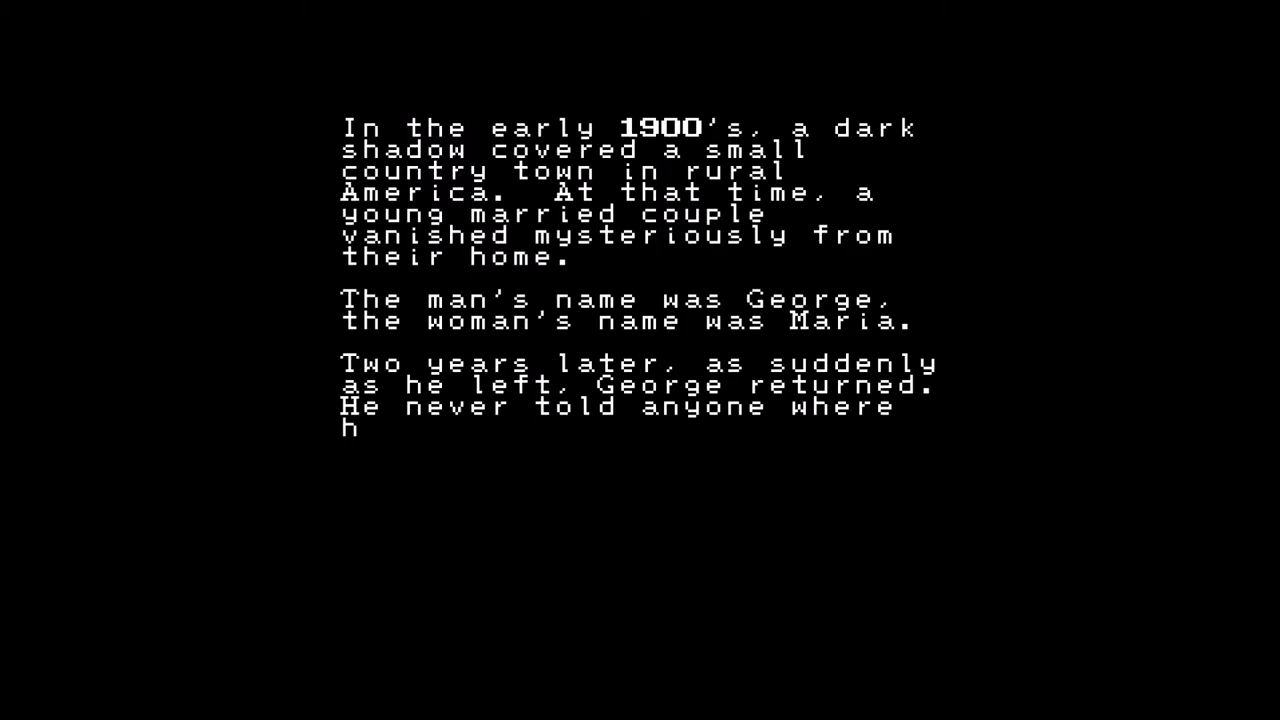 In the early 1900's, a dark
shadow covered a small
country town in rural
America.  At that time, a
young married couple
vanished mysteriously from
their home.
The man's name was George,
the woman's name was Maria.
Two years later, as suddenly
as he left, George returned.
He never told anyone where
h